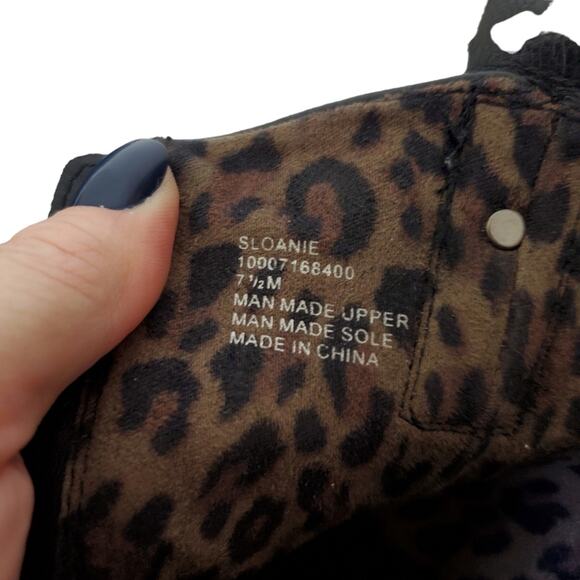 SLOANIE
10007168400
7 ½M
MAN MADE UPPER
MAN MADE SOLE
MADE IN CHINA